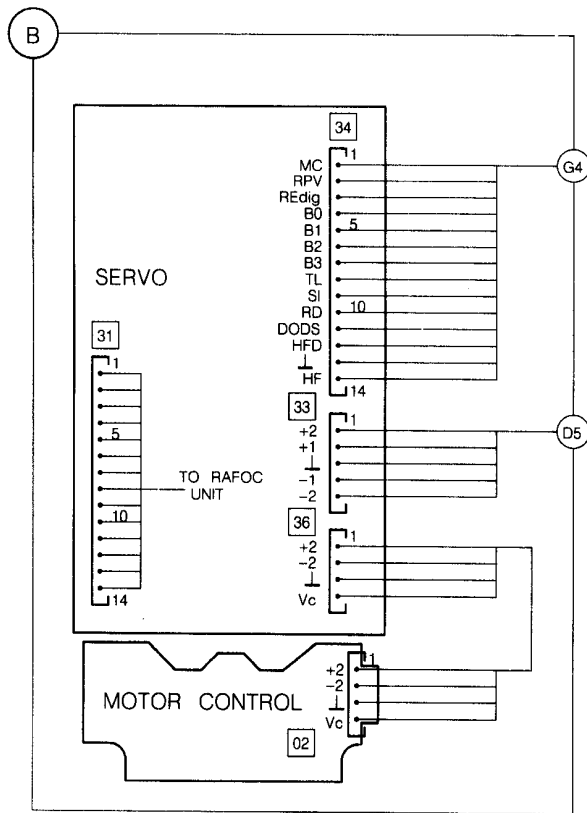 B
34
1
MC
G4
RPV
REdig
B0
B1 5
B2
B3
TL
SERVO
SI
RD 10
DODS
HFD
31
1
HF
14
33
1
+2
D5
+1
5
-1
TO RAFOC
UNIT
-2
10
36
1
+2
-2
14
Vc
1
+2
MOTOR CONTROL
-2
Vc
02